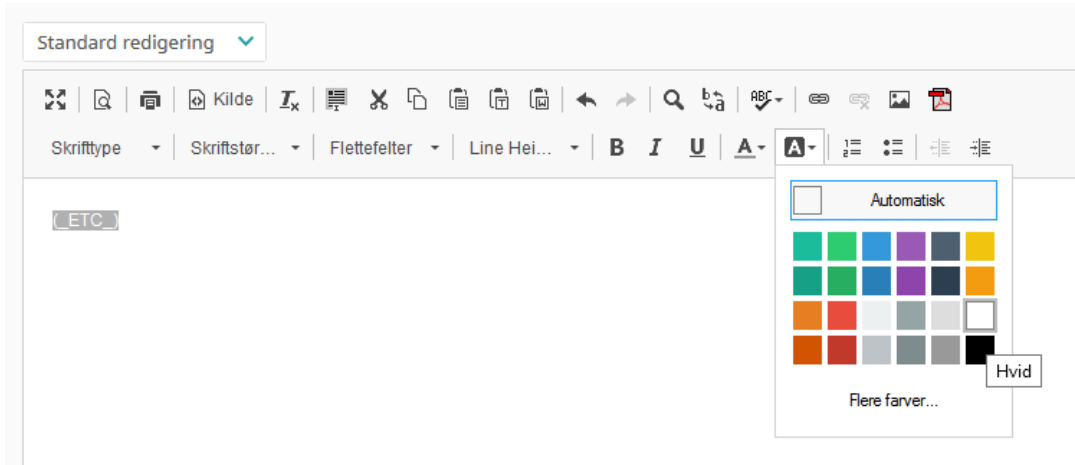 Standard redigering
Kilde
Skrifttype Skriftstør... Flettefelter Line Hei... B I U A A
Automatisk
(_ETC_)
Hvid
Flere farver...